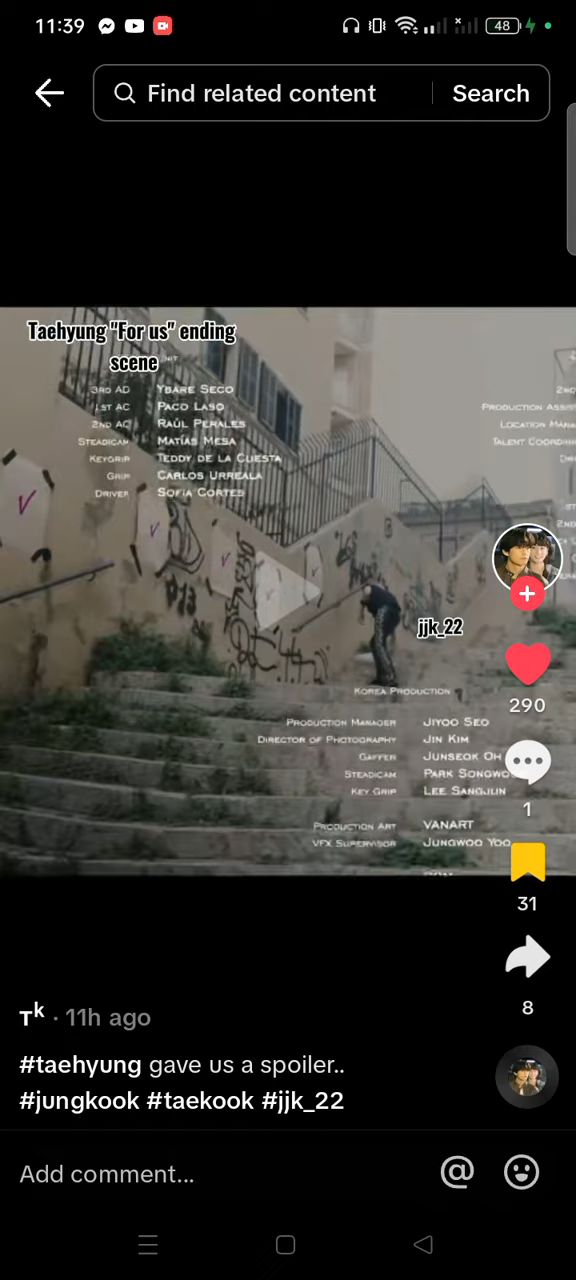 11:39
48
Find related content
Search
Taehyung "For us" ending
scene
3RD AD YBARE SECO
1ST AC PACO LASO
2ND AC RAÚL PERALES
STEADICAM MATÍAS MESA
KEYGRIP TEDDY DE LA CUESTA
GRIP CARLOS URREALA
DRIVER SOFÍA CORTES
2ND
PRODUCTION ASSIS
LOCATION MANA
TALENT COORDIN
jjk_22
290
KOREA PRODUCTION
PRODUCTION MANAGER JIYOO SEO
DIRECTOR OF PHOTOGRAPHY JIN KIM
GAFFER JUNSEOK OH
STEADICAM PARK SONGWO
KEY GRIP LEE SANGJUN
1
PRODUCTION ART VANART
VFX SUPERVISOR JUNGWOO YOO
31
8
Tk · 11h ago
#taehyung gave us a spoiler..
#jungkook #taekook #jjk_22
Add comment...